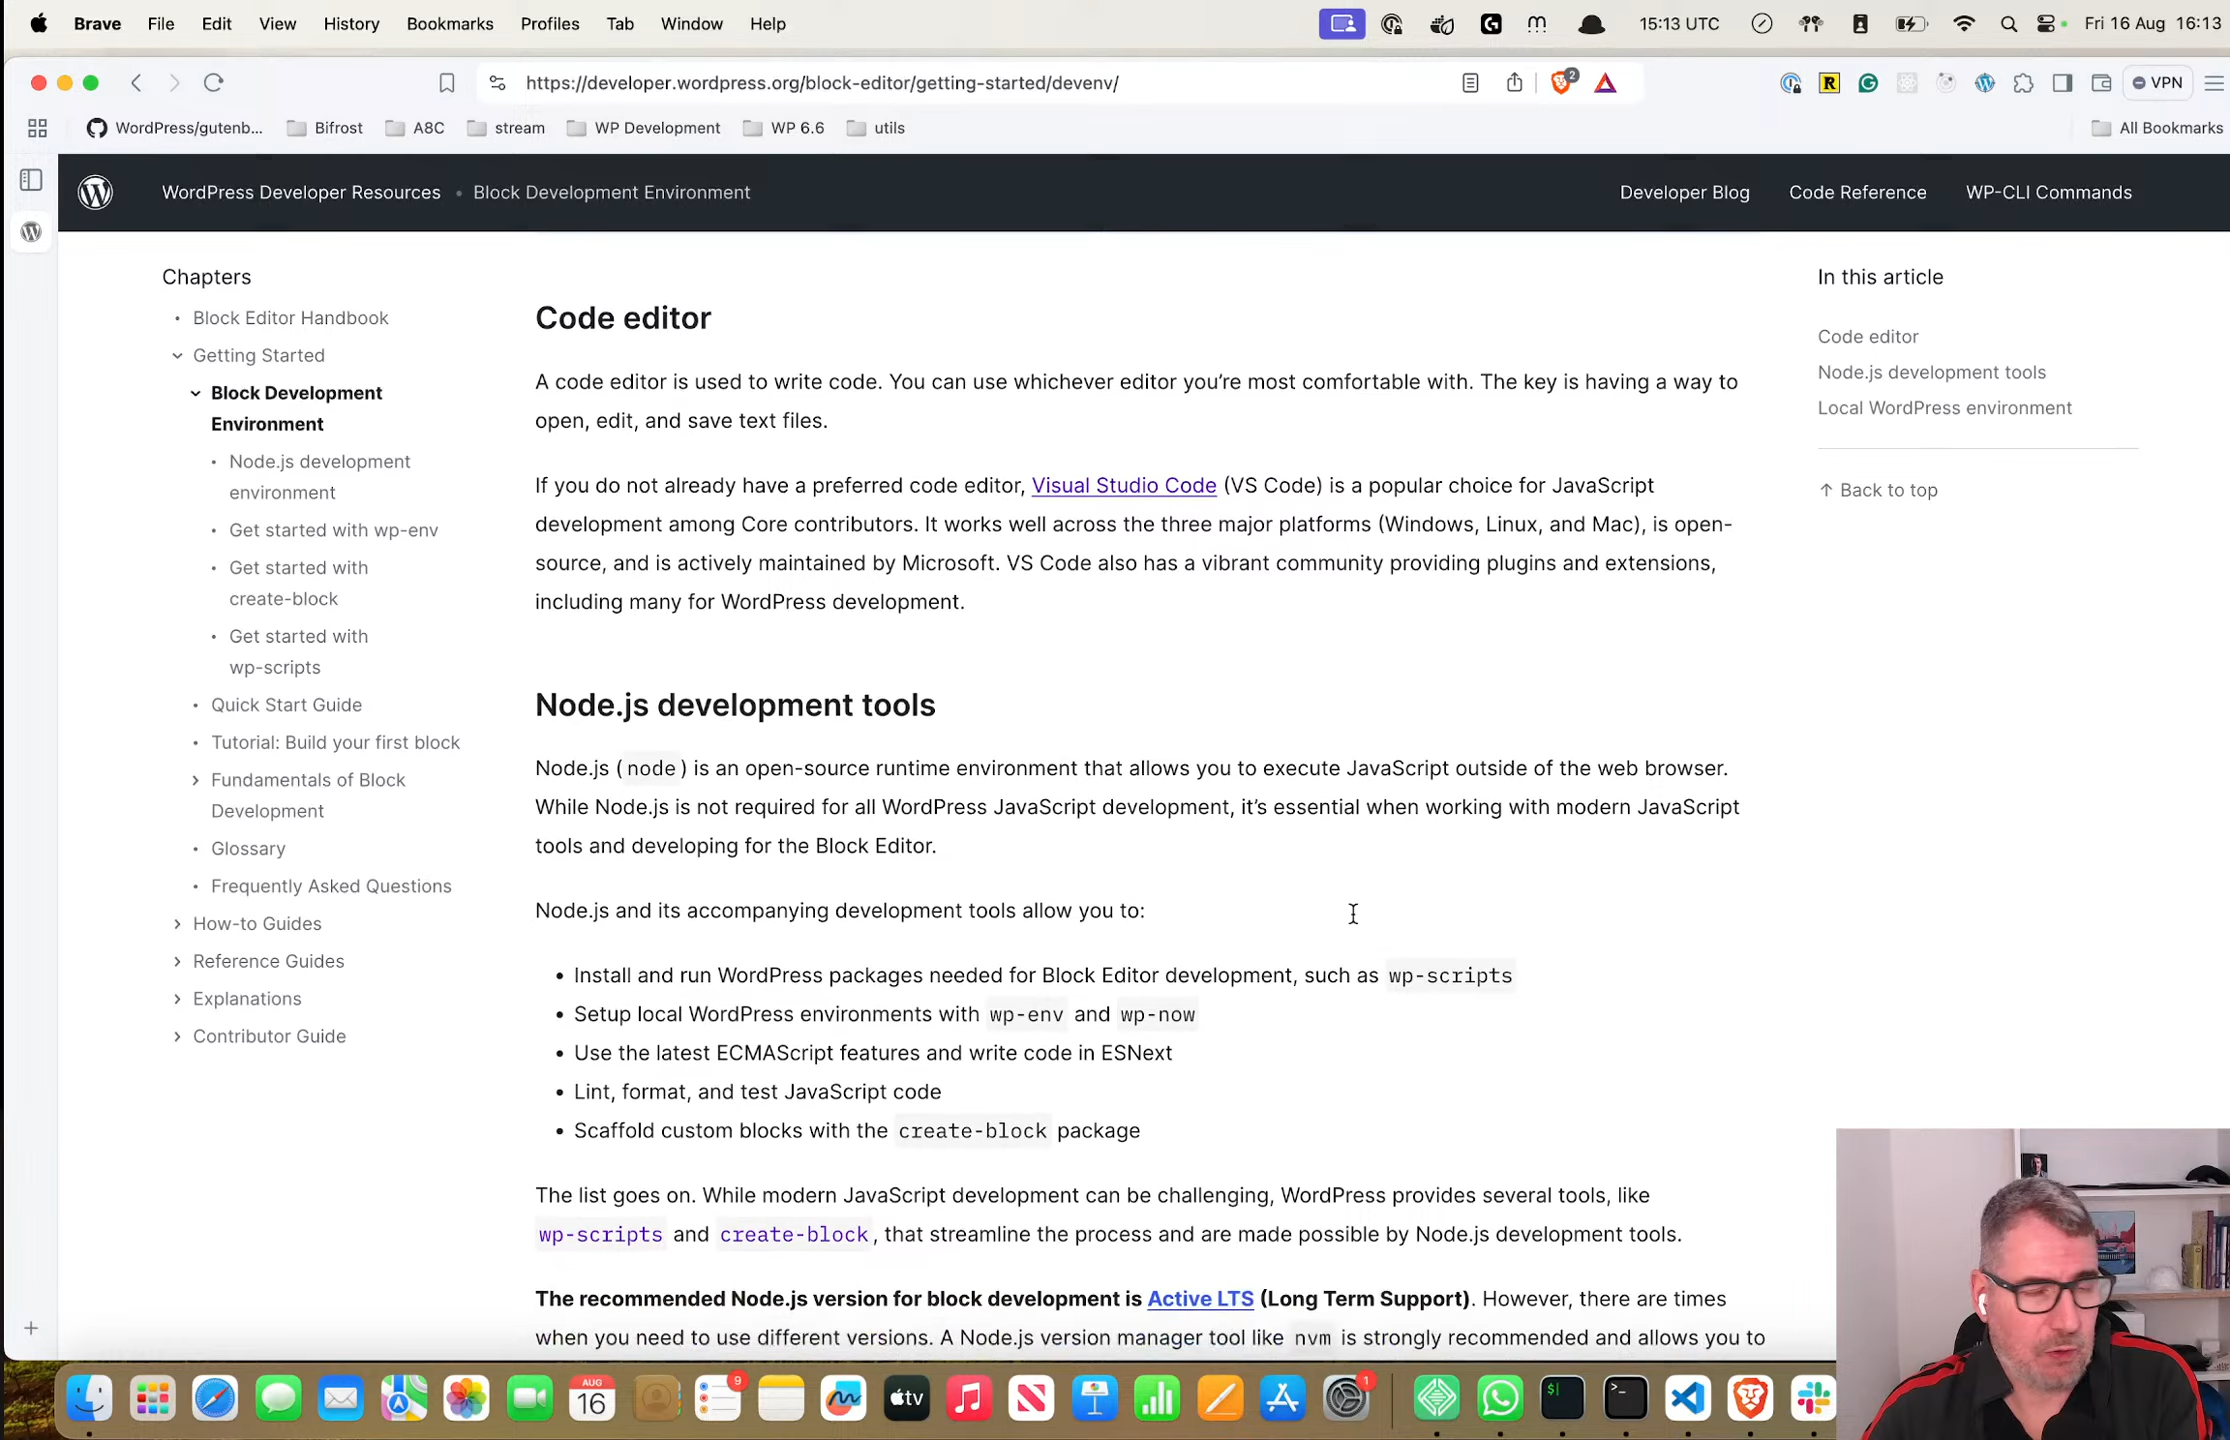 Brave File Edit View History Bookmarks Profiles Tab Window Help 15:13 UTC Fri 16 Aug 16:13
https://developer.wordpress.org/block-editor/getting-started/devenv/ 2 VPN
WordPress/gutenb... Bifrost A8C stream WP Development WP 6.6 utils All Bookmarks
WordPress Developer Resources • Block Development Environment Developer Blog Code Reference WP-CLI Commands
Chapters
• Block Editor Handbook
Getting Started
Block Development
Environment
• Node.js development
environment
• Get started with wp-env
• Get started with
create-block
• Get started with
wp-scripts
• Quick Start Guide
• Tutorial: Build your first block
Fundamentals of Block
Development
• Glossary
• Frequently Asked Questions
How-to Guides
Reference Guides
Explanations
Contributor Guide
Code editor
A code editor is used to write code. You can use whichever editor you’re most comfortable with. The key is having a way to
open, edit, and save text files.
If you do not already have a preferred code editor, Visual Studio Code (VS Code) is a popular choice for JavaScript
development among Core contributors. It works well across the three major platforms (Windows, Linux, and Mac), is open-
source, and is actively maintained by Microsoft. VS Code also has a vibrant community providing plugins and extensions,
including many for WordPress development.
Node.js development tools
Node.js (node) is an open-source runtime environment that allows you to execute JavaScript outside of the web browser.
While Node.js is not required for all WordPress JavaScript development, it’s essential when working with modern JavaScript
tools and developing for the Block Editor.
Node.js and its accompanying development tools allow you to:
• Install and run WordPress packages needed for Block Editor development, such as wp-scripts
• Setup local WordPress environments with wp-env and wp-now
• Use the latest ECMAScript features and write code in ESNext
• Lint, format, and test JavaScript code
• Scaffold custom blocks with the create-block package
The list goes on. While modern JavaScript development can be challenging, WordPress provides several tools, like
wp-scripts and create-block, that streamline the process and are made possible by Node.js development tools.
The recommended Node.js version for block development is Active LTS (Long Term Support). However, there are times
when you need to use different versions. A Node.js version manager tool like nvm is strongly recommended and allows you to
In this article
Code editor
Node.js development tools
Local WordPress environment
↑ Back to top
AUG
16
9
tv
1
$
>_